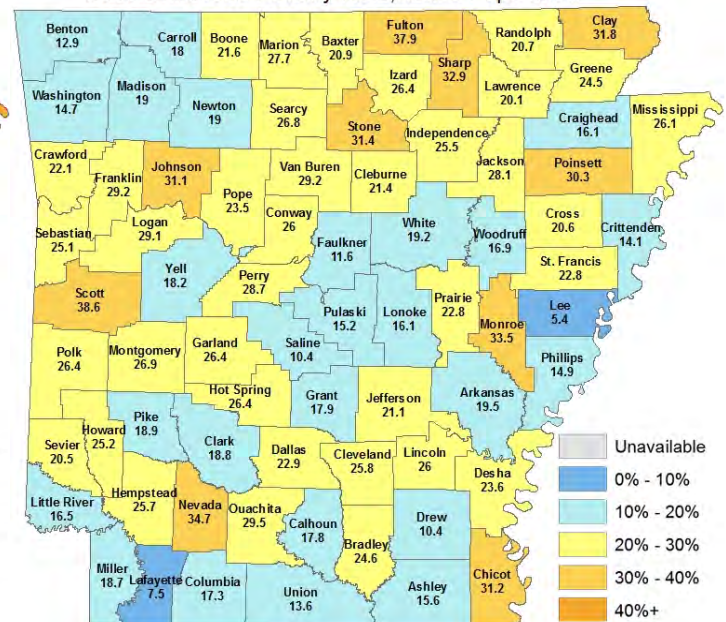 Benton
12.9
Carroll
18
Boone
21.6
Marion
27.7
Baxter
20.9
Fulton
37.9
Randolph
20.7
Clay
31.8
Washington
14.7
Madison
19
Newton
19
Searcy
26.8
Izard
26.4
Sharp
32.9
Lawrence
20.1
Greene
24.5
Stone
31.4
Independence
25.5
Craighead
16.1
Mississippi
26.1
Crawford
22.1
Franklin
29.2
Johnson
31.1
Pope
23.5
Van Buren
29.2
Cleburne
21.4
Jackson
28.1
Poinsett
30.3
Sebastian
25.1
Logan
29.1
Conway
26
Faulkner
11.6
White
19.2
Woodruff
16.9
Cross
20.6
Crittenden
14.1
Scott
38.6
Yell
18.2
Perry
28.7
St. Francis
22.8
Pulaski
15.2
Lonoke
16.1
Prairie
22.8
Monroe
33.5
Lee
5.4
Polk
26.4
Montgomery
26.9
Garland
26.4
Saline
10.4
Phillips
14.9
Hot Spring
26.4
Grant
17.9
Jefferson
21.1
Arkansas
19.5
Sevier
20.5
Howard
25.2
Pike
18.9
Clark
18.8
Dallas
22.9
Cleveland
25.8
Lincoln
26
Desha
23.6
Little River
16.5
Hempstead
25.7
Nevada
34.7
Ouachita
29.5
Calhoun
17.8
Bradley
24.6
Drew
10.4
Miller
18.7
Lafayette
7.5
Columbia
17.3
Union
13.6
Ashley
15.6
Chicot
31.2
Unavailable
0% - 10%
10% - 20%
20% - 30%
30% - 40%
40%+